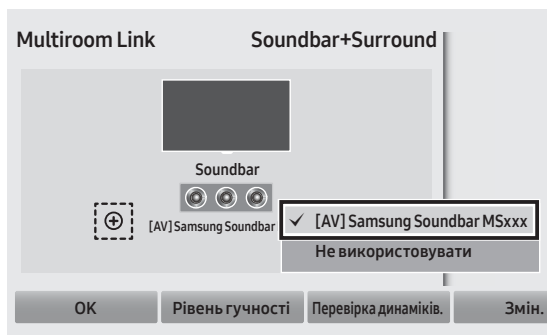 Multiroom Link Soundbar+Surround
Soundbar
[AV] Samsung Soundbar
✓ [AV] Samsung Soundbar MSxxx
Не використовувати
OK Рівень гучності Перевірка динаміків. Змін.